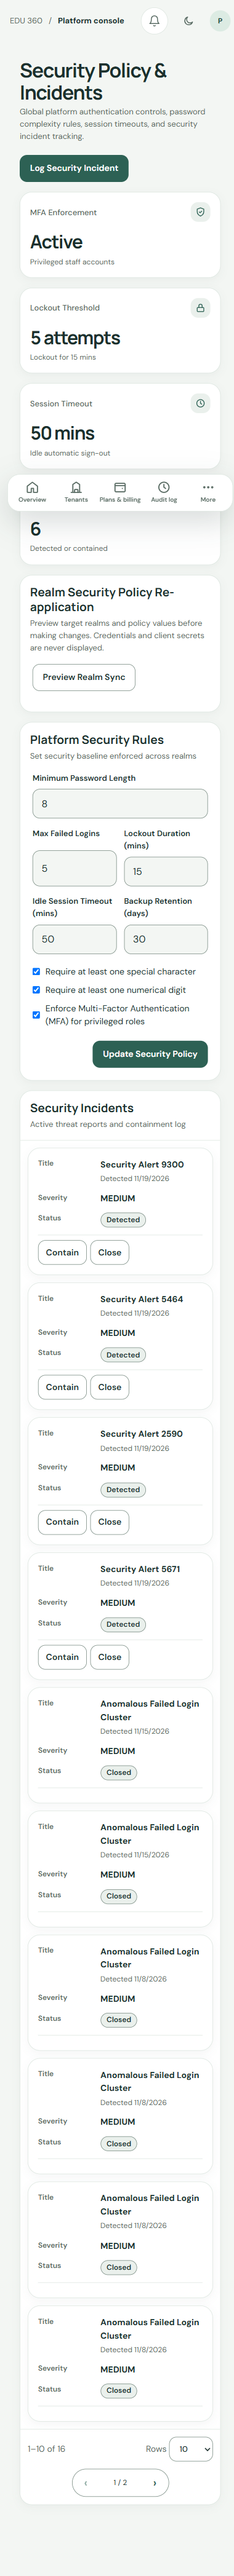 EDU 360 / Platform console
P
Security Policy &
Incidents
Global platform authentication controls, password
complexity rules, session timeouts, and security
incident tracking.
Log Security Incident
MFA Enforcement
Active
Privileged staff accounts
Lockout Threshold
5 attempts
Lockout for 15 mins
Session Timeout
50 mins
Idle automatic sign-out
Overview
Tenants
Plans & billing
Audit log
More
6
Detected or contained
Realm Security Policy Re-
application
Preview target realms and policy values before
making changes. Credentials and client secrets
are never displayed.
Preview Realm Sync
Platform Security Rules
Set security baseline enforced across realms
Minimum Password Length
8
Max Failed Logins
5
Lockout Duration
(mins)
15
Idle Session Timeout
(mins)
50
Backup Retention
(days)
30
Require at least one special character
Require at least one numerical digit
Enforce Multi-Factor Authentication
(MFA) for privileged roles
Update Security Policy
Security Incidents
Active threat reports and containment log
Title Security Alert 9300
Detected 11/19/2026
Severity MEDIUM
Status Detected
Contain Close
Title Security Alert 5464
Detected 11/19/2026
Severity MEDIUM
Status Detected
Contain Close
Title Security Alert 2590
Detected 11/19/2026
Severity MEDIUM
Status Detected
Contain Close
Title Security Alert 5671
Detected 11/19/2026
Severity MEDIUM
Status Detected
Contain Close
Title Anomalous Failed Login
Cluster
Detected 11/15/2026
Severity MEDIUM
Status Closed
Title Anomalous Failed Login
Cluster
Detected 11/15/2026
Severity MEDIUM
Status Closed
Title Anomalous Failed Login
Cluster
Detected 11/8/2026
Severity MEDIUM
Status Closed
Title Anomalous Failed Login
Cluster
Detected 11/8/2026
Severity MEDIUM
Status Closed
Title Anomalous Failed Login
Cluster
Detected 11/8/2026
Severity MEDIUM
Status Closed
Title Anomalous Failed Login
Cluster
Detected 11/8/2026
Severity MEDIUM
Status Closed
1–10 of 16 Rows 10
‹ 1 / 2 ›